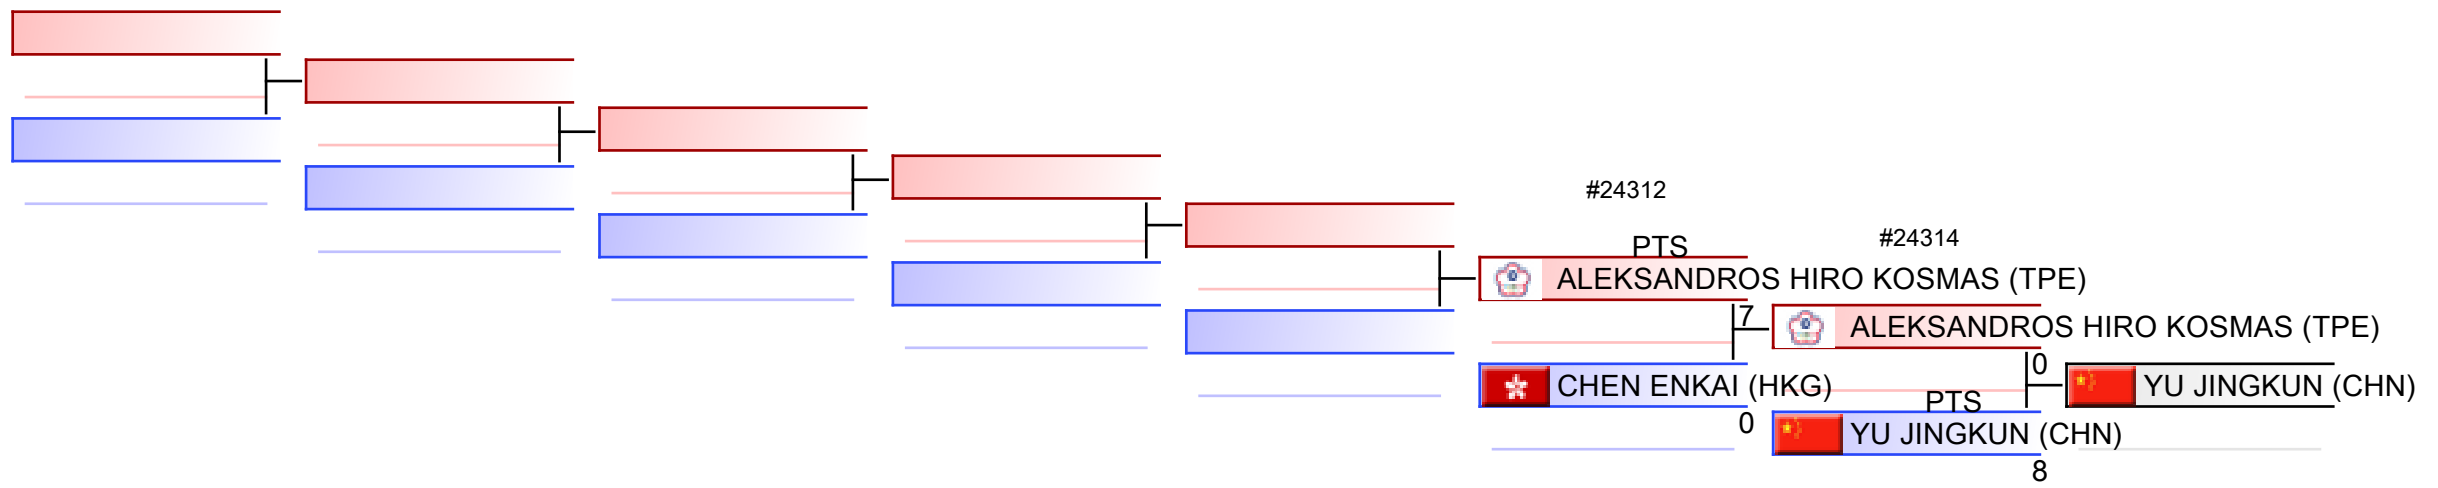 #24312
PTS
ALEKSANDROS HIRO KOSMAS (TPE)
7
CHEN ENKAI (HKG)
0
#24314
ALEKSANDROS HIRO KOSMAS (TPE)
0
PTS
YU JINGKUN (CHN)
8
YU JINGKUN (CHN)